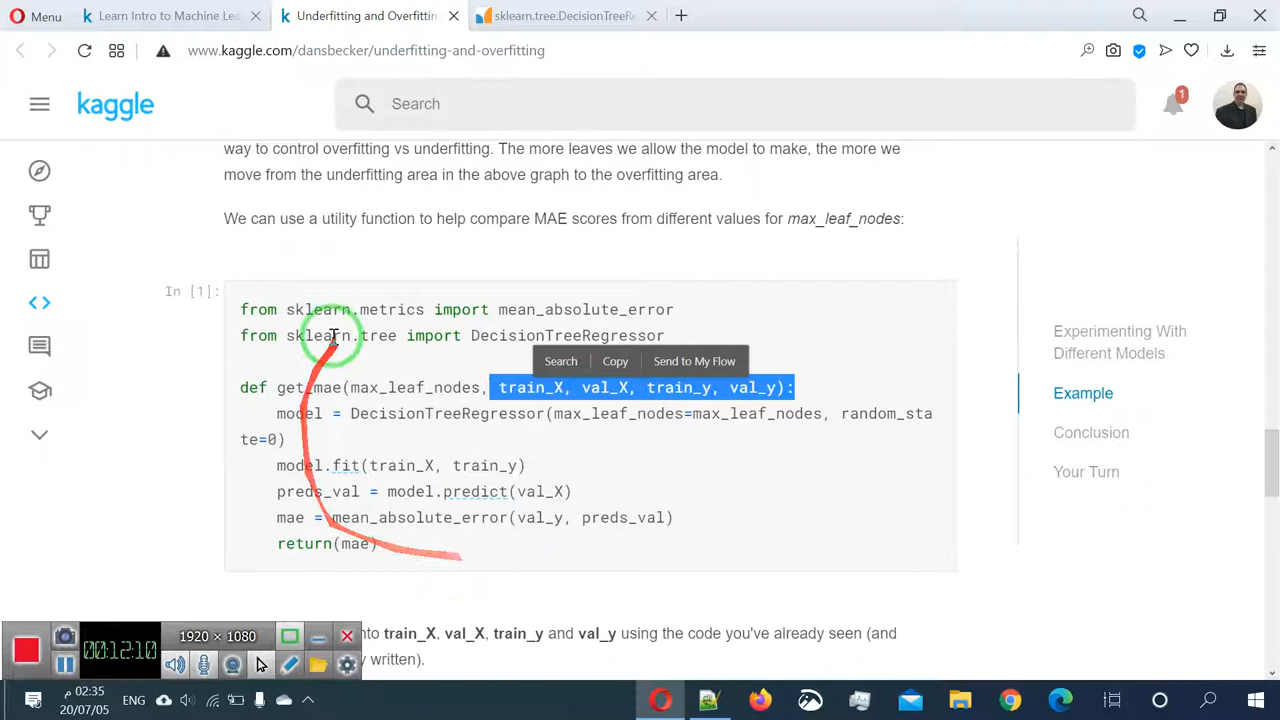 Menu
Learn Intro to Machine Lea
Underfitting and Overfittin
sklearn.tree.DecisionTreeR
www.kaggle.com/dansbecker/underfitting-and-overfitting
kaggle
Search
1
way to control overfitting vs underfitting. The more leaves we allow the model to make, the more we
move from the underfitting area in the above graph to the overfitting area.
We can use a utility function to help compare MAE scores from different values for max_leaf_nodes:
In [1]:
from sklearn.metrics import mean_absolute_error
from sklearn.tree import DecisionTreeRegressor
Search Copy Send to My Flow
def get_mae(max_leaf_nodes, train_X, val_X, train_y, val_y):
model = DecisionTreeRegressor(max_leaf_nodes=max_leaf_nodes, random_sta
te=0)
model.fit(train_X, train_y)
preds_val = model.predict(val_X)
mae = mean_absolute_error(val_y, preds_val)
return(mae)
Experimenting With
Different Models
Example
Conclusion
Your Turn
nto train_X, val_X, train_y and val_y using the code you've already seen (and
y written).
1920 × 1080
00:12:10
ENG
02:35 م
20/07/05